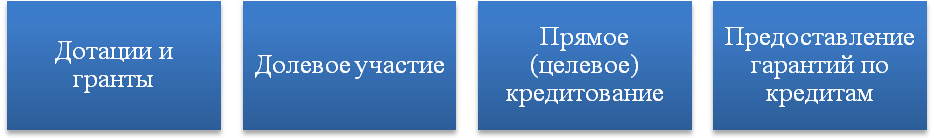 Дотации и
гранты
Долевое участие
Прямое
(целевое)
кредитование
Предоставление
гарантий по
кредитам